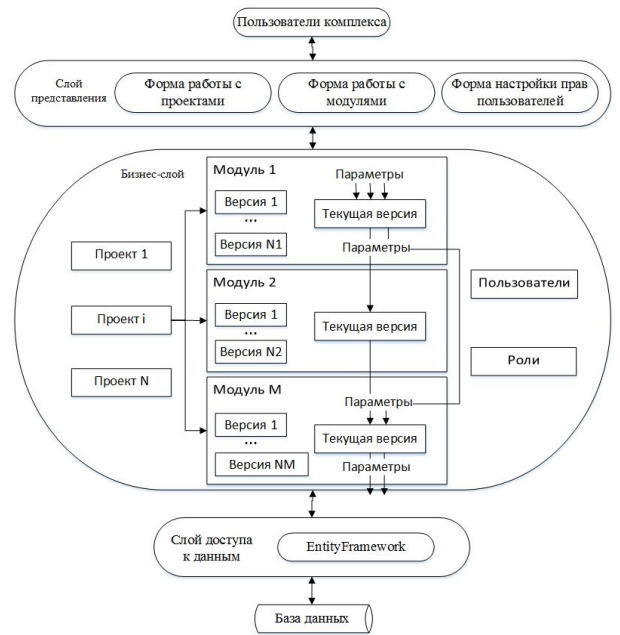 Пользователи комплекса
Слой
представления
Форма работы с
проектами
Форма работы с
модулями
Форма настройки прав
пользователей
Бизнес-слой
Проект 1
Проект i
Проект N
Модуль 1
Версия 1
...
Версия N1
Параметры
Текущая версия
Параметры
Модуль 2
Версия 1
...
Версия N2
Текущая версия
Модуль M
Версия 1
...
Версия NM
Параметры
Текущая версия
Параметры
Пользователи
Роли
Слой доступа
к данным
EntityFramework
База данных